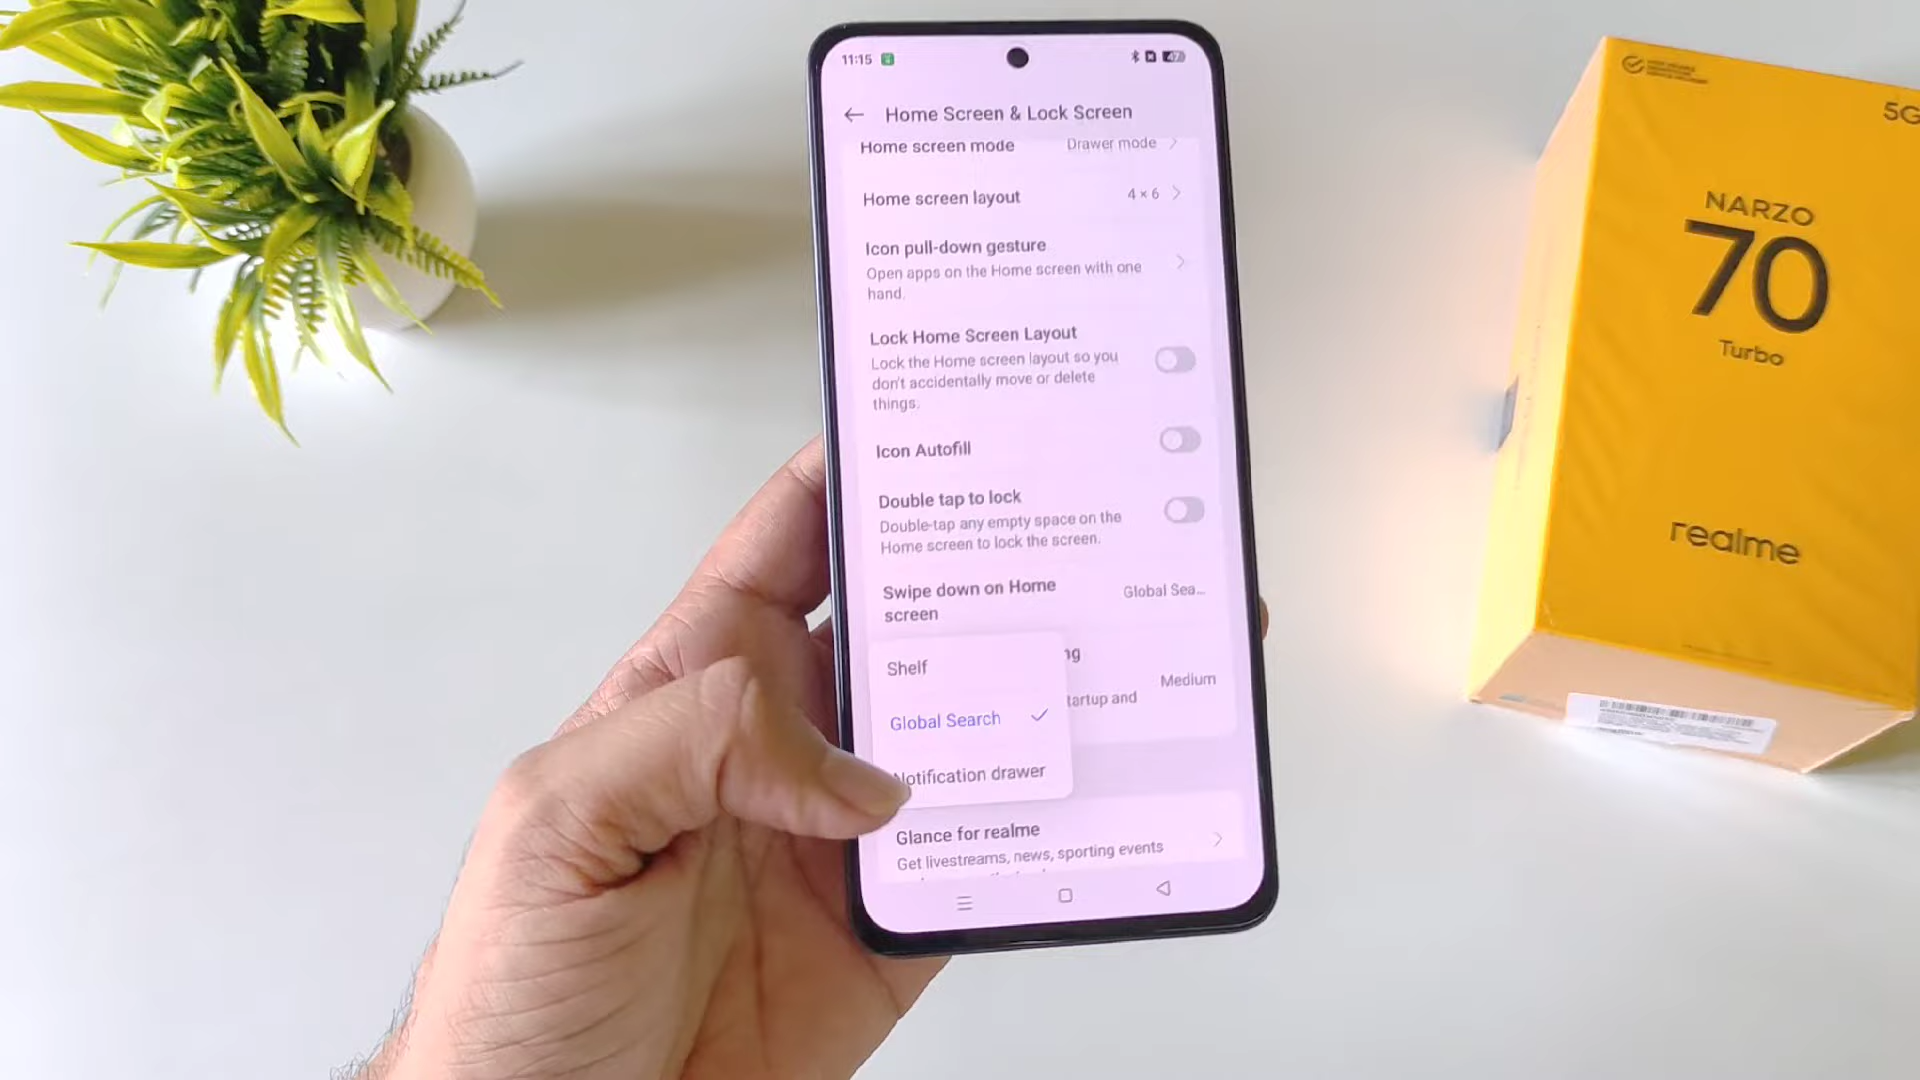 11:15
47
Home Screen & Lock Screen
Home screen mode Drawer mode
Home screen layout 4 × 6
Icon pull-down gesture
Open apps on the Home screen with one
hand.
Lock Home Screen Layout
Lock the Home screen layout so you
don't accidentally move or delete
things.
Icon Autofill
Double tap to lock
Double-tap any empty space on the
Home screen to lock the screen.
Swipe down on Home Global Sea...
screen
Shelf
ng
Medium
tartup and
Global Search
Notification drawer
Glance for realme
Get livestreams, news, sporting events
5G
NARZO
70
Turbo
realme